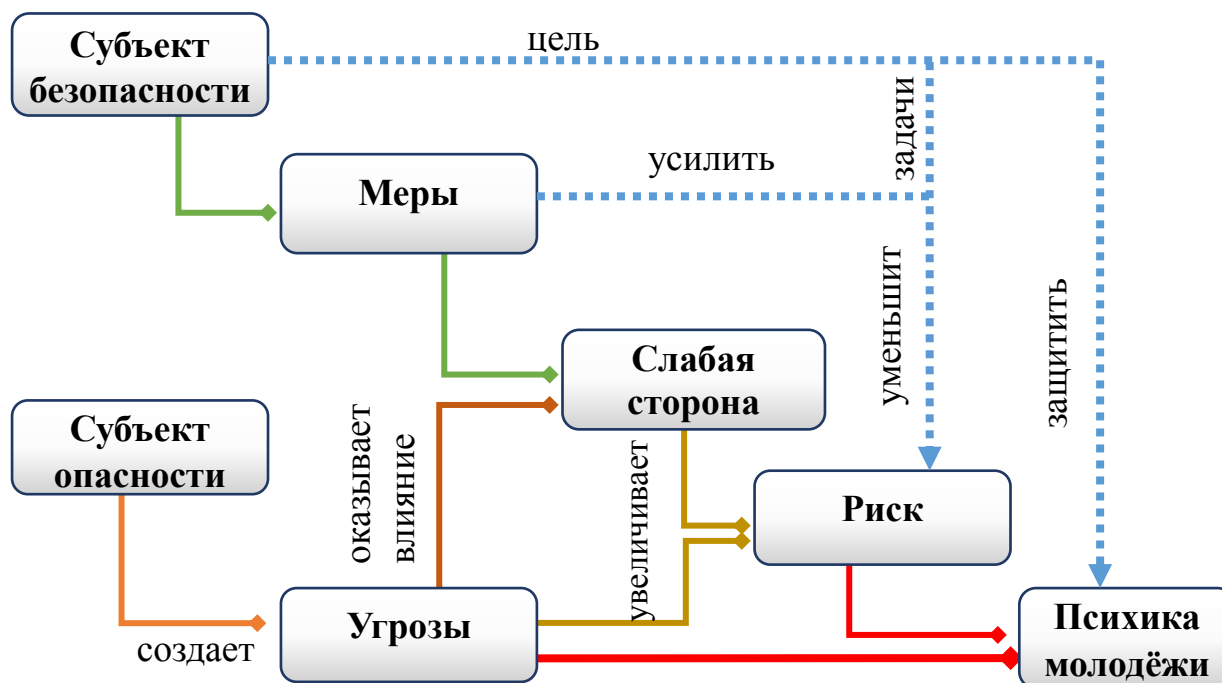 Субъект
безопасности
цель
задачи
Меры
усилить
уменьшит
защитить
Слабая
сторона
Субъект
опасности
оказывает
влияние
увеличивает
Риск
Угрозы
создает
Психика
молодёжи